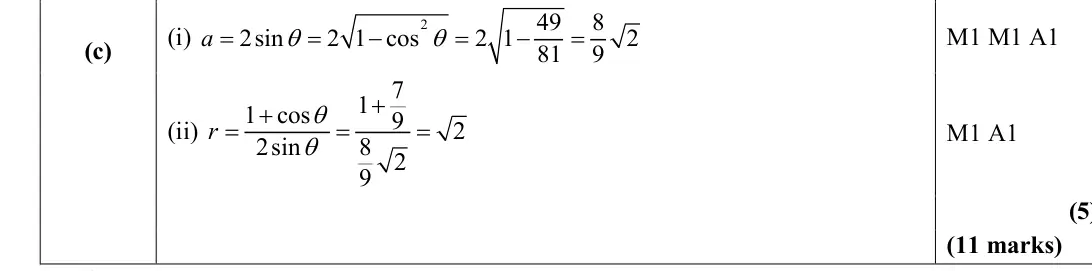 (c) (i) a = 2 sin θ = 2√(1 − cos² θ) = 2√(1 − 49/81) = 8/9 √2 M1 M1 A1
(ii) r = (1 + cos θ)/(2 sin θ) = (1 + 7/9)/(8/9 √2) = √2 M1 A1
(5
(11 marks)